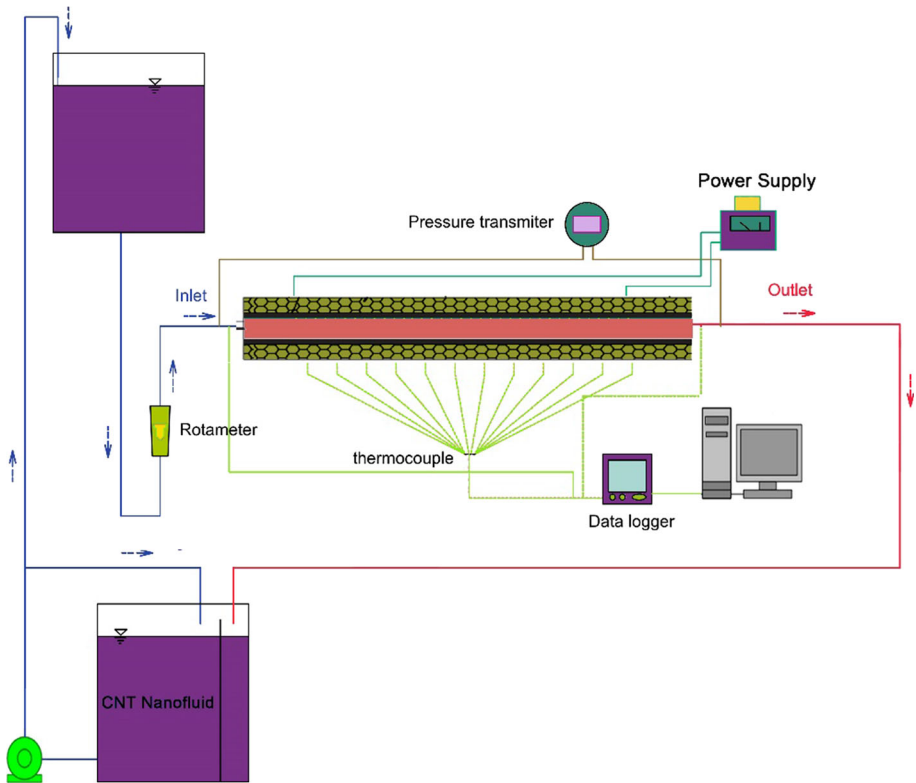 Power Supply
Pressure transmiter
Inlet
Outlet
Rotameter
thermocouple
Data logger
CNT Nanofluid